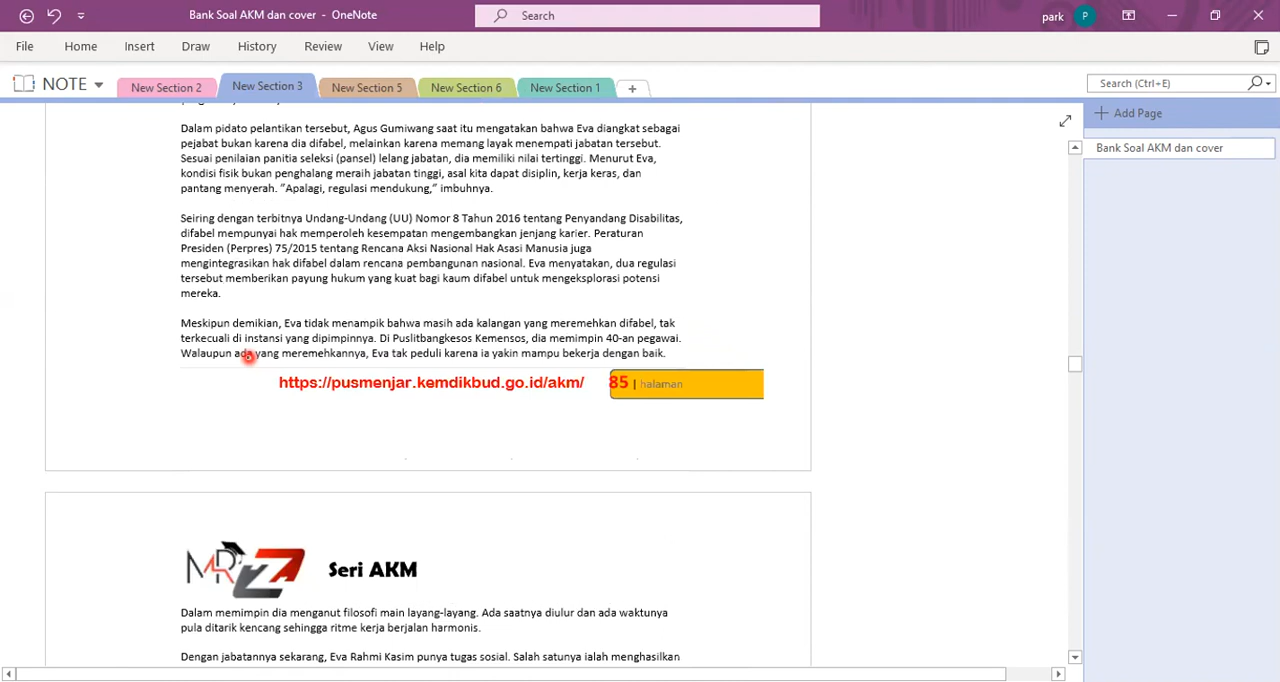 Bank Soal AKM dan cover - OneNote
Search
park
P
File
Home
Insert
Draw
History
Review
View
Help
NOTE
New Section 2
New Section 3
New Section 5
New Section 6
New Section 1
+
Search (Ctrl+E)
Add Page
Bank Soal AKM dan cover
Dalam pidato pelantikan tersebut, Agus Gumiwang saat itu mengatakan bahwa Eva diangkat sebagai
pejabat bukan karena dia difabel, melainkan karena memang layak menempati jabatan tersebut.
Sesuai penilaian panitia seleksi (pansel) lelang jabatan, dia memiliki nilai tertinggi. Menurut Eva,
kondisi fisik bukan penghalang meraih jabatan tinggi, asal kita dapat disiplin, kerja keras, dan
pantang menyerah. "Apalagi, regulasi mendukung," imbuhnya.
Seiring dengan terbitnya Undang-Undang (UU) Nomor 8 Tahun 2016 tentang Penyandang Disabilitas,
difabel mempunyai hak memperoleh kesempatan mengembangkan jenjang karier. Peraturan
Presiden (Perpres) 75/2015 tentang Rencana Aksi Nasional Hak Asasi Manusia juga
mengintegrasikan hak difabel dalam rencana pembangunan nasional. Eva menyatakan, dua regulasi
tersebut memberikan payung hukum yang kuat bagi kaum difabel untuk mengeksplorasi potensi
mereka.
Meskipun demikian, Eva tidak menampik bahwa masih ada kalangan yang meremehkan difabel, tak
terkecuali di instansi yang dipimpinnya. Di Puslitbangkesos Kemensos, dia memimpin 40-an pegawai.
Walaupun ada yang meremehkannya, Eva tak peduli karena ia yakin mampu bekerja dengan baik.
https://pusmenjar.kemdikbud.go.id/akm/ 85 | halaman
MR ZA
Seri AKM
Dalam memimpin dia menganut filosofi main layang-layang. Ada saatnya diulur dan ada waktunya
pula ditarik kencang sehingga ritme kerja berjalan harmonis.
Dengan jabatannya sekarang, Eva Rahmi Kasim punya tugas sosial. Salah satunya ialah menghasilkan